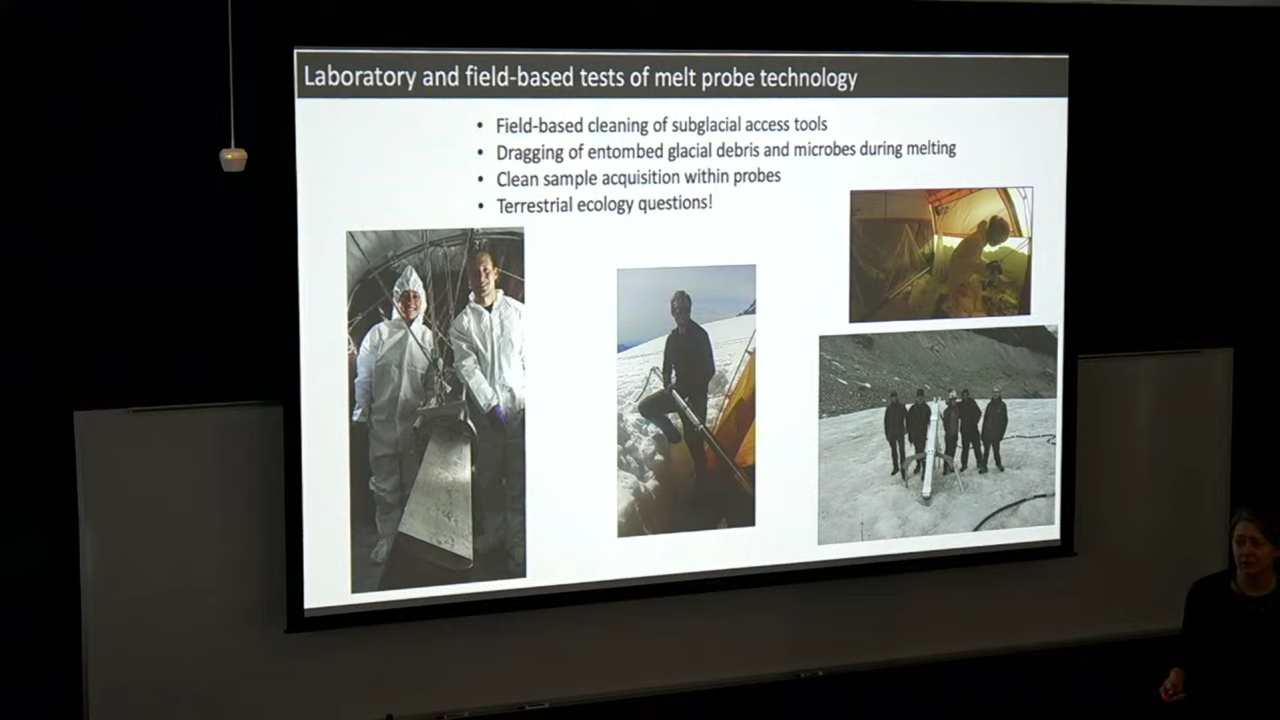 Laboratory and field-based tests of melt probe technology
• Field-based cleaning of subglacial access tools
• Dragging of entombed glacial debris and microbes during melting
• Clean sample acquisition within probes
• Terrestrial ecology questions!